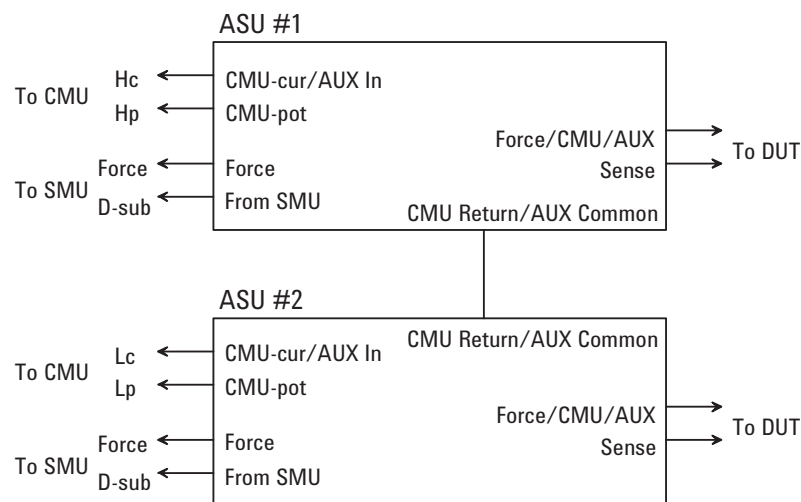 ASU #1
To CMU
Hc
CMU-cur/AUX In
Hp
CMU-pot
Force/CMU/AUX
To DUT
Sense
To SMU
Force
Force
D-sub
From SMU
CMU Return/AUX Common
ASU #2
CMU Return/AUX Common
To CMU
Lc
CMU-cur/AUX In
Lp
CMU-pot
Force/CMU/AUX
To DUT
Sense
To SMU
Force
Force
D-sub
From SMU